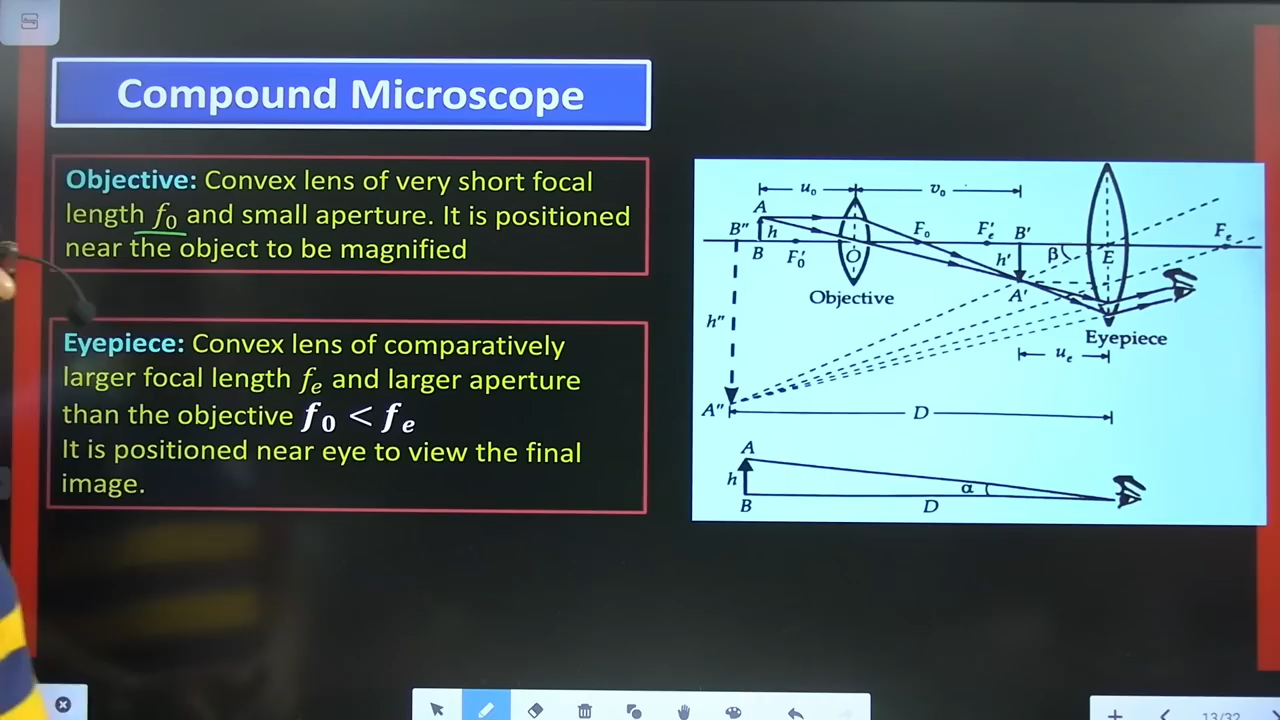 Compound Microscope
Objective: Convex lens of very short focal
length f₀ and small aperture. It is positioned
near the object to be magnified
Eyepiece: Convex lens of comparatively
larger focal length fₑ and larger aperture
than the objective f₀ < fₑ
It is positioned near eye to view the final
image.
u₀ v₀
A
B" h F₀ F'ₑ B' Fₑ
B F'₀ O h' β E
A'
Objective
h" Eyepiece
uₑ
A" D
A
h α
B D
13/32